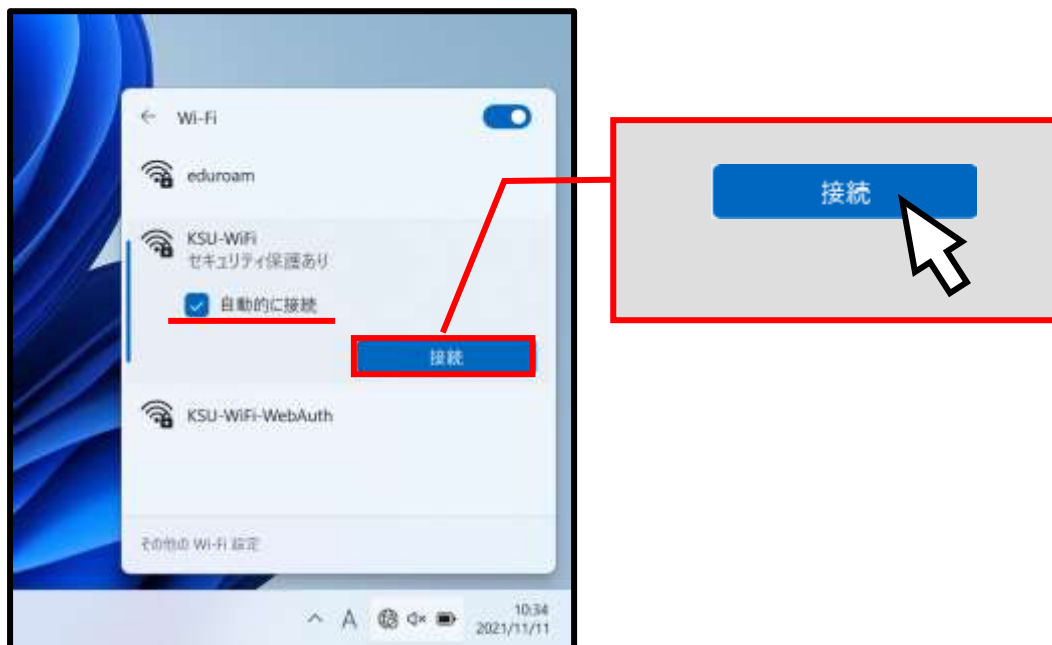 ← Wi-Fi
eduroam
KSU-WiFi
セキュリティ保護あり
自動的に接続
接続
KSU-WiFi-WebAuth
その他の Wi-Fi 設定
A
10:34
2021/11/11
接続